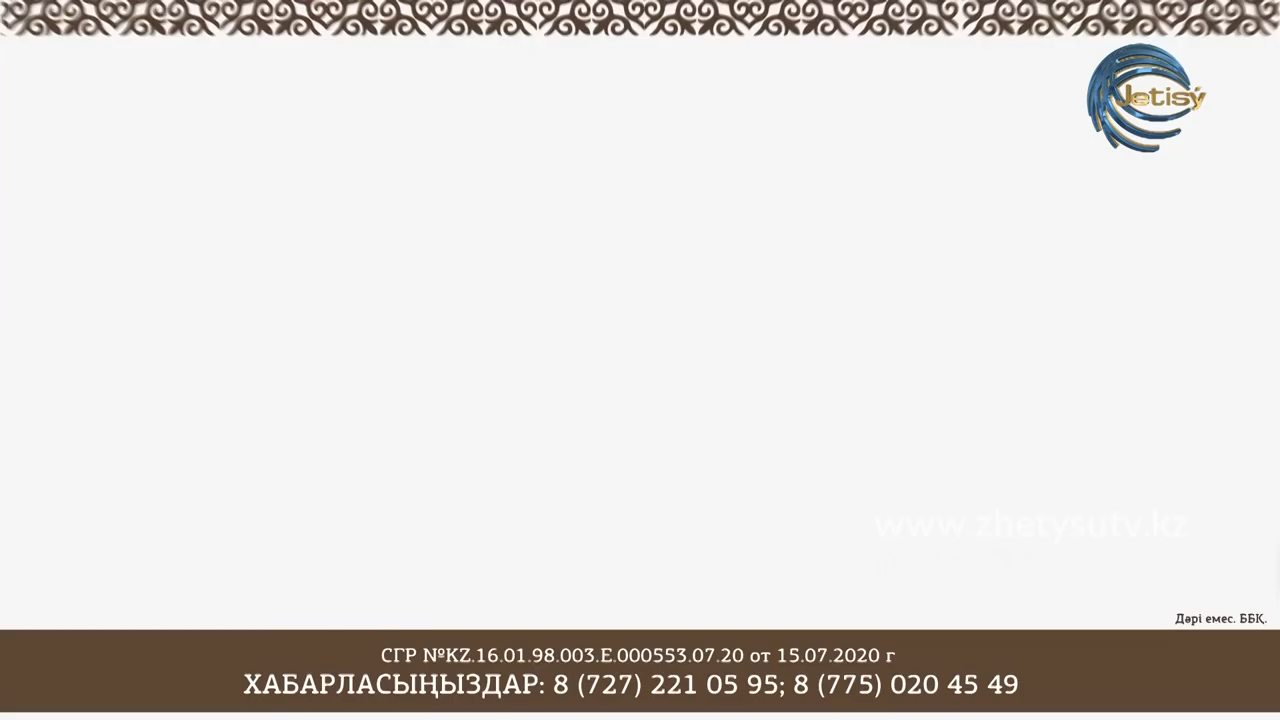 Jetisý
www.zhetysutv.kz
Дәрі емес. ББҚ.
СГР №KZ.16.01.98.003.E.000553.07.20 от 15.07.2020 г
ХАБАРЛАСЫҢЫЗДАР: 8 (727) 221 05 95; 8 (775) 020 45 49